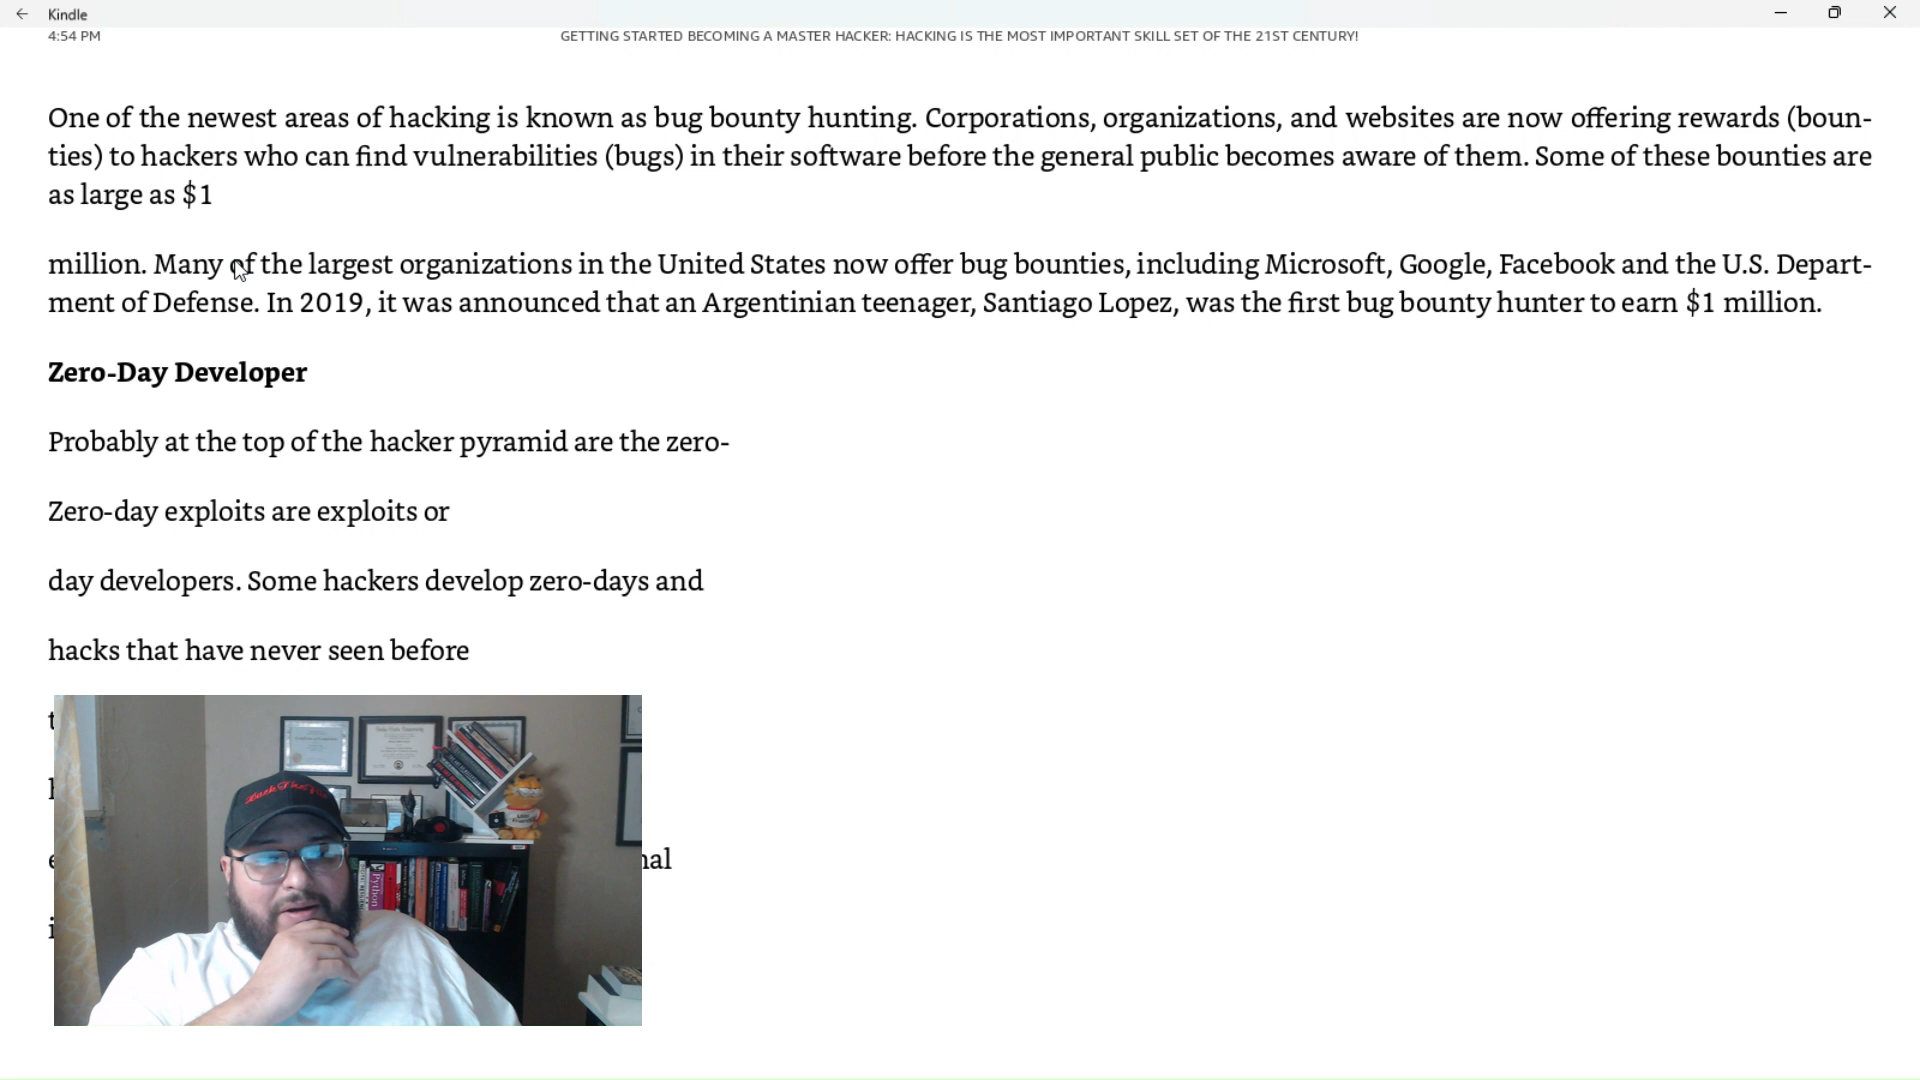 Kindle
4:54 PM
GETTING STARTED BECOMING A MASTER HACKER: HACKING IS THE MOST IMPORTANT SKILL SET OF THE 21ST CENTURY!
One of the newest areas of hacking is known as bug bounty hunting. Corporations, organizations, and websites are now offering rewards (boun-
ties) to hackers who can find vulnerabilities (bugs) in their software before the general public becomes aware of them. Some of these bounties are
as large as $1
million. Many of the largest organizations in the United States now offer bug bounties, including Microsoft, Google, Facebook and the U.S. Depart-
ment of Defense. In 2019, it was announced that an Argentinian teenager, Santiago Lopez, was the first bug bounty hunter to earn $1 million.
Zero-Day Developer
Probably at the top of the hacker pyramid are the zero-
Zero-day exploits are exploits or
day developers. Some hackers develop zero-days and
hacks that have never seen before
Python